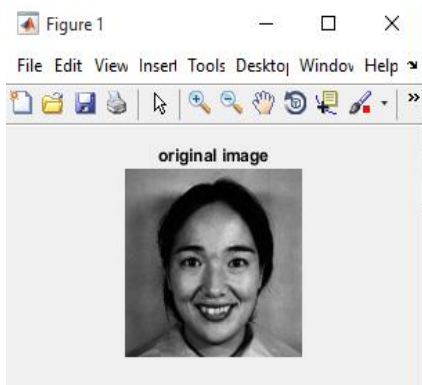 Figure 1
File Edit View Insert Tools Desktop Window Help
original image